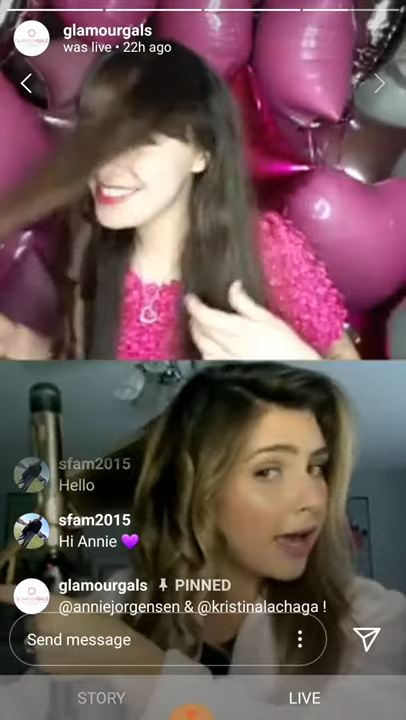 glamourgals
was live • 22h ago
sfam2015
Hello
sfam2015
Hi Annie 💜
glamourgals PINNED
@anniejorgensen & @kristinalachaga !
Send message
STORY LIVE